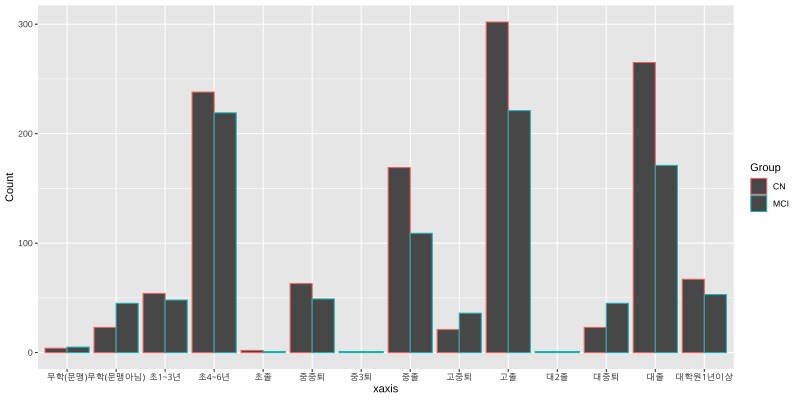 300
200
100
0
Count
무학(문맹)
무학(문맹아님)
초1~3년
초4~6년
초졸
중중퇴
중3퇴
중졸
고중퇴
고졸
대2졸
대중퇴
대졸
대학원1년이상
xaxis
Group
CN
MCI